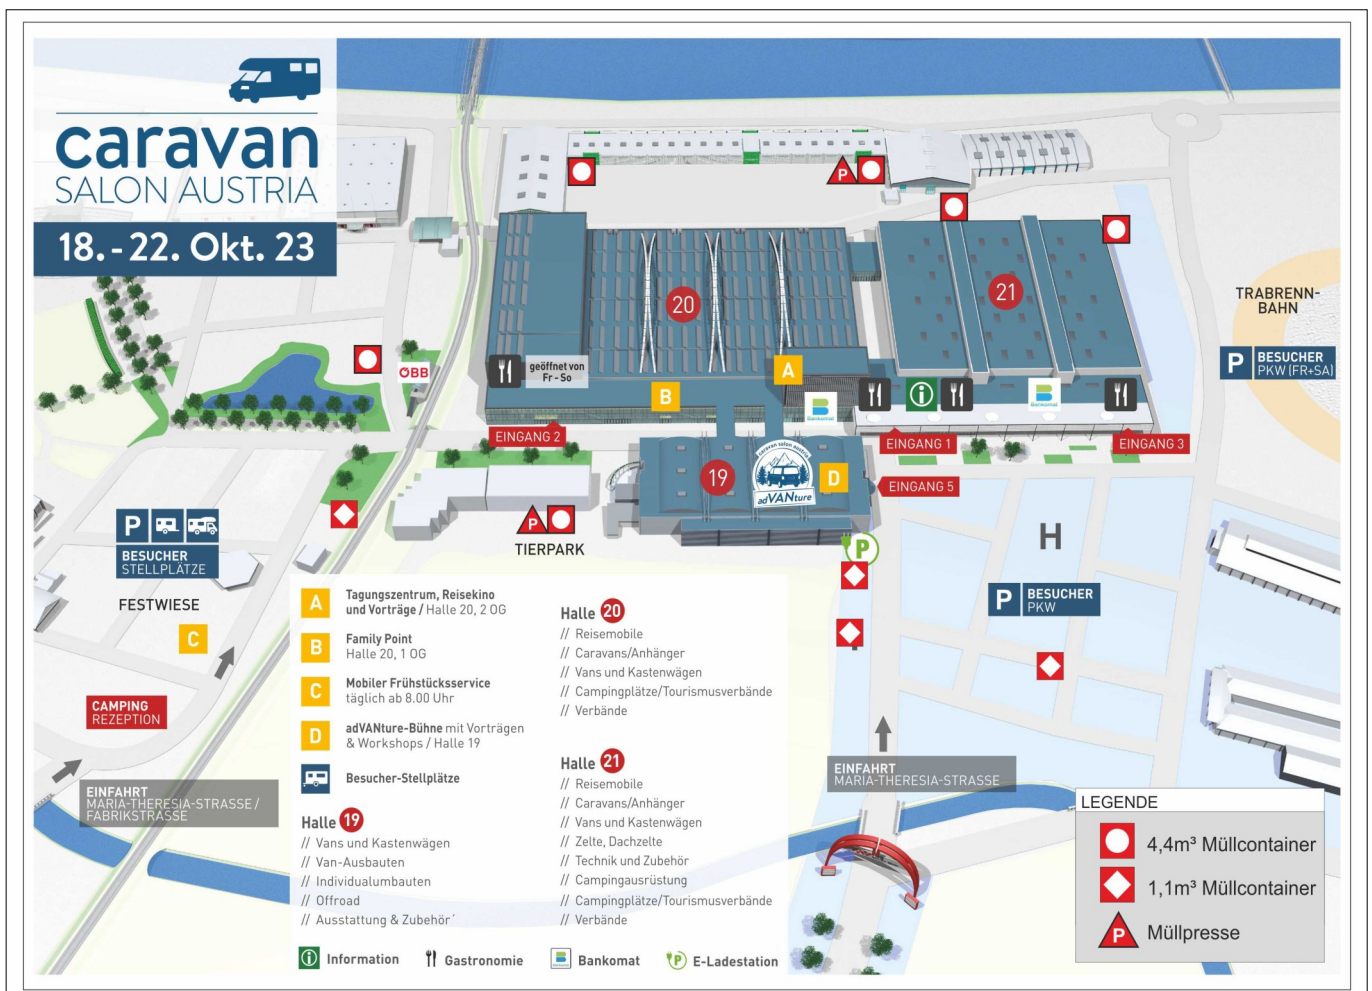 caravan
SALON AUSTRIA
18. - 22. Okt. 23
P
20
21
TRABRENN-
BAHN
P BESUCHER
PKW (FR+SA)
ÖBB
geöffnet von
Fr - So
A
B
i
Bankomat
Bankomat
EINGANG 2
EINGANG 1
EINGANG 3
19
caravan salon austria
adVANture
D
EINGANG 5
P
BESUCHER
STELLPLÄTZE
P
TIERPARK
P
H
P BESUCHER
PKW
FESTWIESE
C
CAMPING
REZEPTION
EINFAHRT
MARIA-THERESIA-STRASSE /
FABRIKSTRASSE
EINFAHRT
MARIA-THERESIA-STRASSE
A Tagungszentrum, Reisekino
und Vorträge / Halle 20, 2 OG
B Family Point
Halle 20, 1 OG
C Mobiler Frühstücksservice
täglich ab 8.00 Uhr
D adVANture-Bühne mit Vorträgen
& Workshops / Halle 19
Besucher-Stellplätze
Halle 19
// Vans und Kastenwägen
// Van-Ausbauten
// Individualumbauten
// Offroad
// Ausstattung & Zubehör´
Halle 20
// Reisemobile
// Caravans/Anhänger
// Vans und Kastenwägen
// Campingplätze/Tourismusverbände
// Verbände
Halle 21
// Reisemobile
// Caravans/Anhänger
// Vans und Kastenwägen
// Zelte, Dachzelte
// Technik und Zubehör
// Campingausrüstung
// Campingplätze/Tourismusverbände
// Verbände
i Information
Gastronomie
Bankomat
P E-Ladestation
LEGENDE
4,4m³ Müllcontainer
1,1m³ Müllcontainer
P Müllpresse